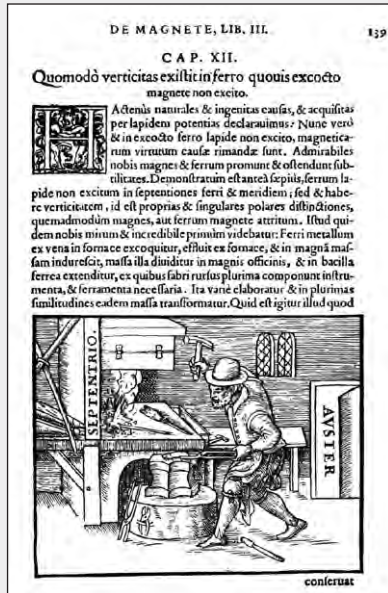 DE MAGNETE, LIB. III.
139
CAP. XII.
Quomodò verticitas existit in ferro quouis excocto
magnete non excito.
HActenùs naturales & ingenitas causas, & acquisitas
per lapidem potentias declarauimus: Nunc verò
& in excocto ferro lapide non excito, magnetica-
rum virtutum causæ rimandæ sunt. Admirabiles
nobis magnes & ferrum promunt & ostendunt sub-
tilitates. Demonstratum est anteà sæpiùs, ferrum la-
pide non excitum in septentiones ferri & meridiem; sed & habe-
re verticitatem, id est proprias & singulares polares distinctiones,
quemadmodùm magnes, aut ferrum magnete attritum. Istud qui-
dem nobis mirum & incredibile primùm videbatur: Ferri metallum
ex vena in fornace excoquitur, effluit ex fornace, & in magnã mas-
sam indurescit, massa illa diuiditur in magnis officinis, & in bacilla
ferrea extenditur, ex quibus fabri rursus plurima componunt instru-
menta, & ferramenta necessaria. Ita variè elaboratur & in plurimas
similitudines eadem massa transformatur. Quid est igitur illud quod
SEPTENTRIO.
AVSTER
conseruat